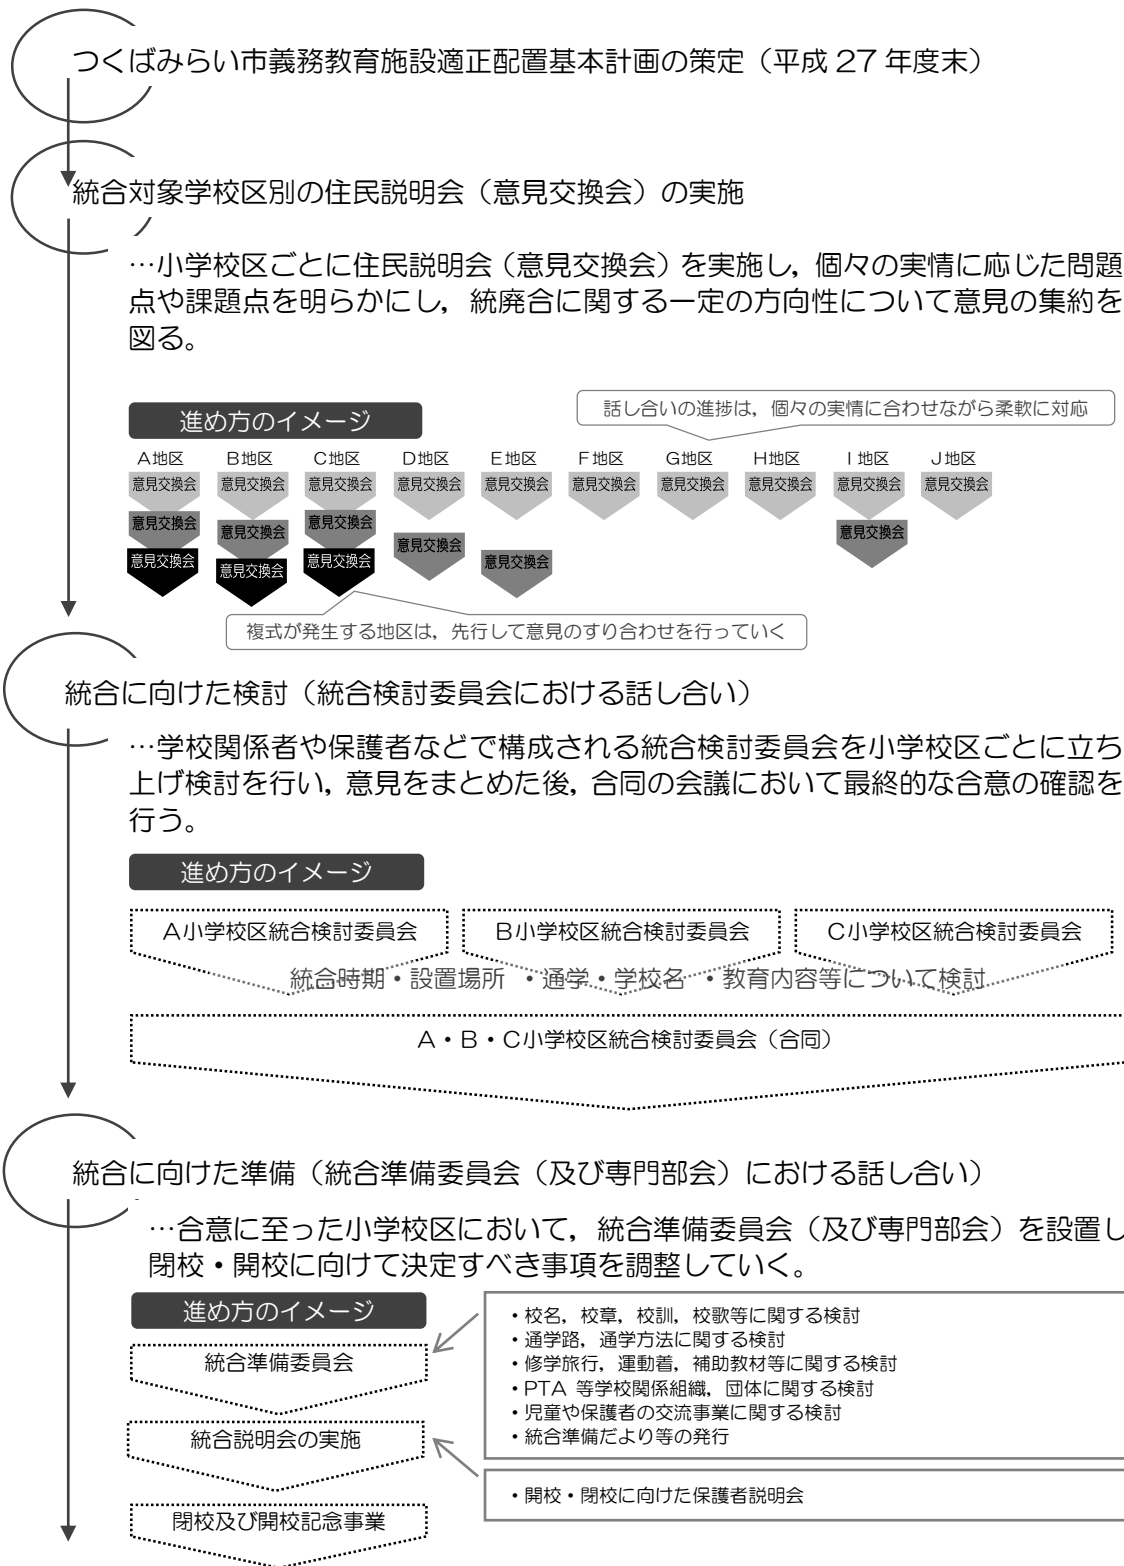 つくばみらい市義務教育施設適正配置基本計画の策定（平成 27 年度末）
統合対象学校区別の住民説明会（意見交換会）の実施
…小学校区ごとに住民説明会（意見交換会）を実施し，個々の実情に応じた問題
点や課題点を明らかにし，統廃合に関する一定の方向性について意見の集約を
図る。
進め方のイメージ
話し合いの進捗は，個々の実情に合わせながら柔軟に対応
A地区 B地区 C地区 D地区 E地区 F地区 G地区 H地区 I地区 J地区
意見交換会 意見交換会 意見交換会 意見交換会 意見交換会 意見交換会 意見交換会 意見交換会 意見交換会 意見交換会
意見交換会 意見交換会 意見交換会 意見交換会 意見交換会 意見交換会
意見交換会 意見交換会 意見交換会
複式が発生する地区は，先行して意見のすり合わせを行っていく
統合に向けた検討（統合検討委員会における話し合い）
…学校関係者や保護者などで構成される統合検討委員会を小学校区ごとに立ち
上げ検討を行い，意見をまとめた後，合同の会議において最終的な合意の確認を
行う。
進め方のイメージ
A小学校区統合検討委員会 B小学校区統合検討委員会 C小学校区統合検討委員会
統合時期・設置場所 ・通学・学校名 ・教育内容等について検討
A・B・C小学校区統合検討委員会（合同）
統合に向けた準備（統合準備委員会（及び専門部会）における話し合い）
…合意に至った小学校区において，統合準備委員会（及び専門部会）を設置し
閉校・開校に向けて決定すべき事項を調整していく。
進め方のイメージ
統合準備委員会
・校名，校章，校訓，校歌等に関する検討
・通学路，通学方法に関する検討
・修学旅行，運動着，補助教材等に関する検討
・PTA 等学校関係組織，団体に関する検討
・児童や保護者の交流事業に関する検討
・統合準備だより等の発行
統合説明会の実施
・開校・閉校に向けた保護者説明会
閉校及び開校記念事業